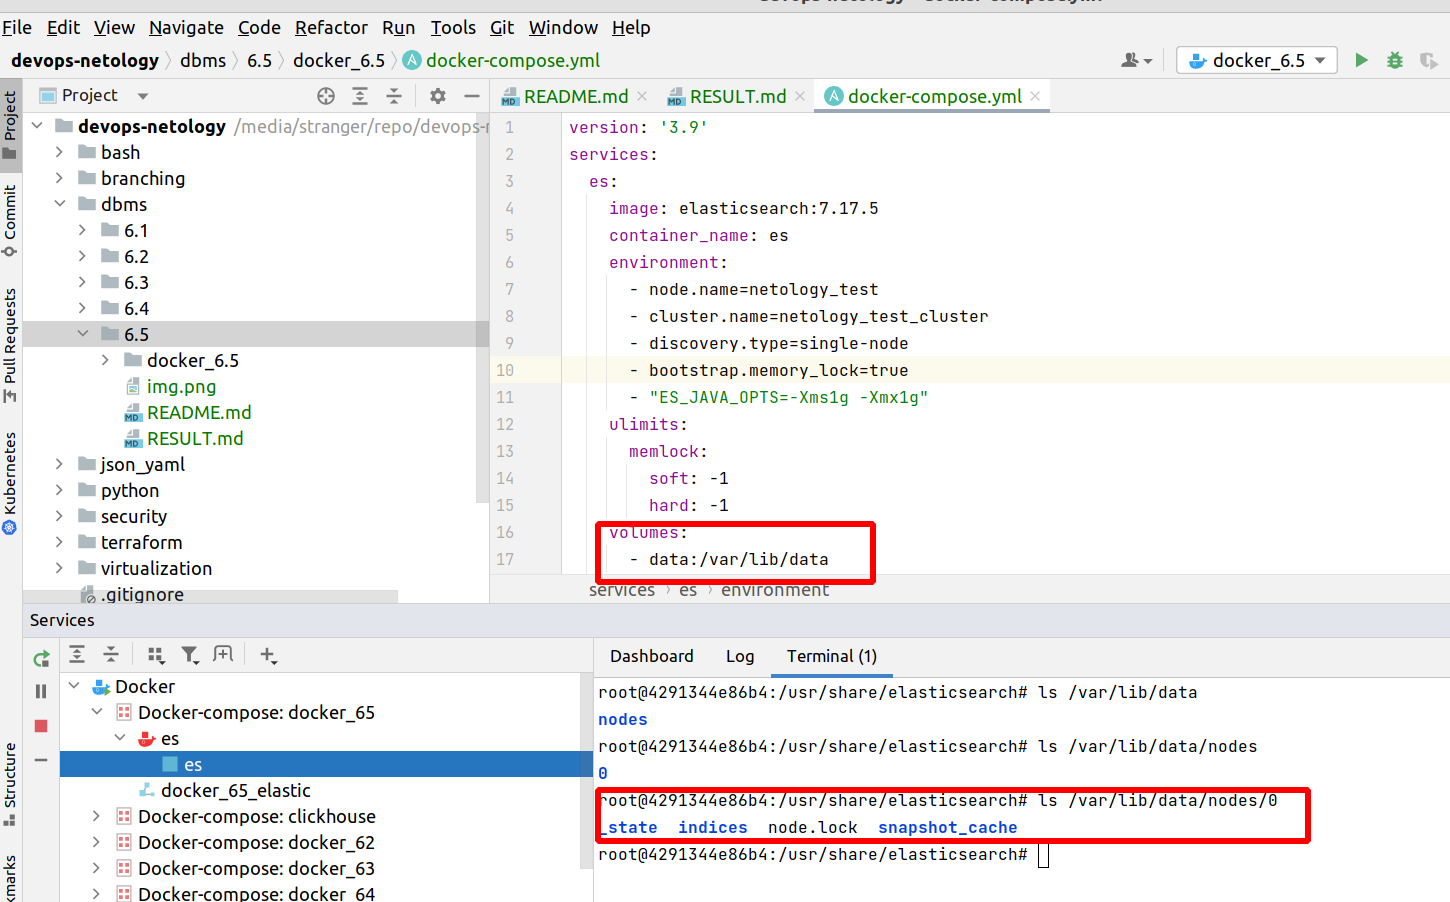 File Edit View Navigate Code Refactor Run Tools Git Window Help
devops-netology dbms 6.5 docker_6.5 docker-compose.yml docker_6.5
Project
README.md RESULT.md docker-compose.yml
Project
Commit
Pull Requests
Kubernetes
Structure
devops-netology /media/stranger/repo/devops-
bash
branching
dbms
6.1
6.2
6.3
6.4
6.5
docker_6.5
img.png
README.md
RESULT.md
json_yaml
python
security
terraform
virtualization
.gitignore
1 version: '3.9'
2 services:
3 es:
4 image: elasticsearch:7.17.5
5 container_name: es
6 environment:
7 - node.name=netology_test
8 - cluster.name=netology_test_cluster
9 - discovery.type=single-node
10 - bootstrap.memory_lock=true
11 - "ES_JAVA_OPTS=-Xms1g -Xmx1g"
12 ulimits:
13 memlock:
14 soft: -1
15 hard: -1
16 volumes:
17 - data:/var/lib/data
services es environment
Services
Docker
Docker-compose: docker_65
es
es
docker_65_elastic
Docker-compose: clickhouse
Docker-compose: docker_62
Docker-compose: docker_63
Docker-compose: docker_64
Dashboard Log Terminal (1)
root@4291344e86b4:/usr/share/elasticsearch# ls /var/lib/data
nodes
root@4291344e86b4:/usr/share/elasticsearch# ls /var/lib/data/nodes
0
root@4291344e86b4:/usr/share/elasticsearch# ls /var/lib/data/nodes/0
_state indices node.lock snapshot_cache
root@4291344e86b4:/usr/share/elasticsearch#